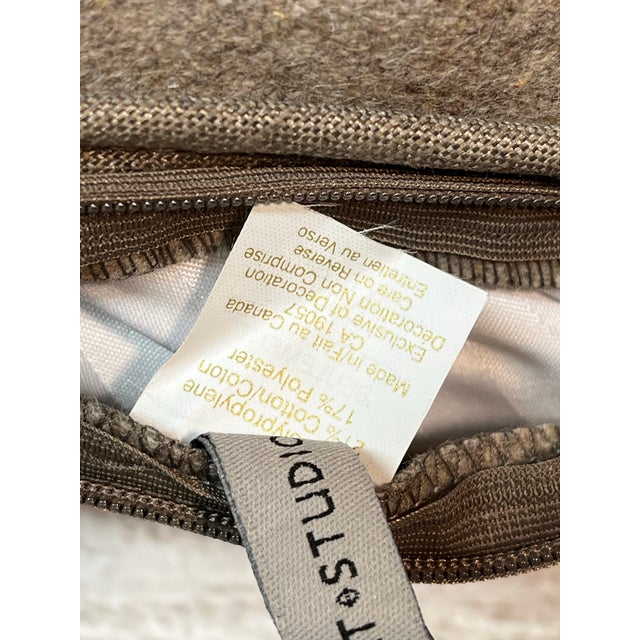 Cotton/Coton
17% Polyester
Made in/Fait au Canada
CA 19057
Exclusive of Decoration
Decoration Non Comprise
Care on Reverse
Entretien au Verso
STUDIO